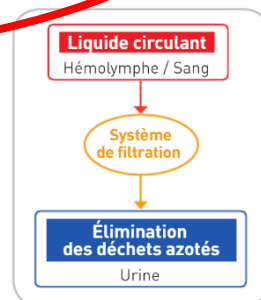 Liquide circulant
Hémolymphe / Sang
Système
de filtration
Élimination
des déchets azotés
Urine